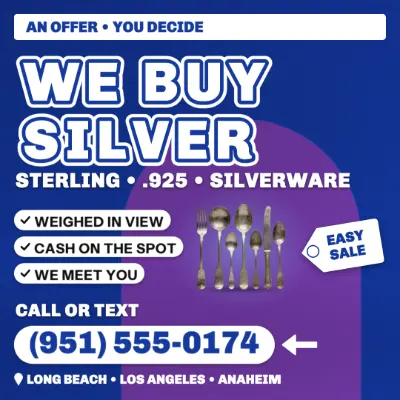 AN OFFER • YOU DECIDE
WE BUY
SILVER
STERLING • .925 • SILVERWARE
WEIGHED IN VIEW
CASH ON THE SPOT
WE MEET YOU
EASY
SALE
CALL OR TEXT
(951) 555-0174
LONG BEACH • LOS ANGELES • ANAHEIM